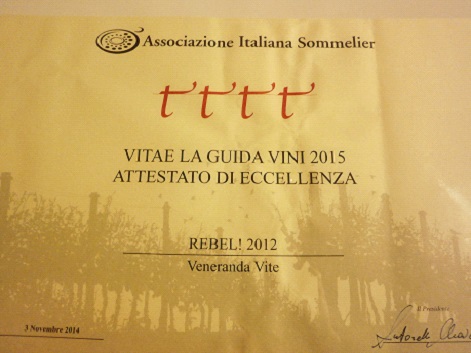 Associazione Italiana Sommelier
VITAE LA GUIDA VINI 2015
ATTESTATO DI ECCELLENZA
REBEL! 2012
Veneranda Vite
Il Presidente
3 Novembre 2014